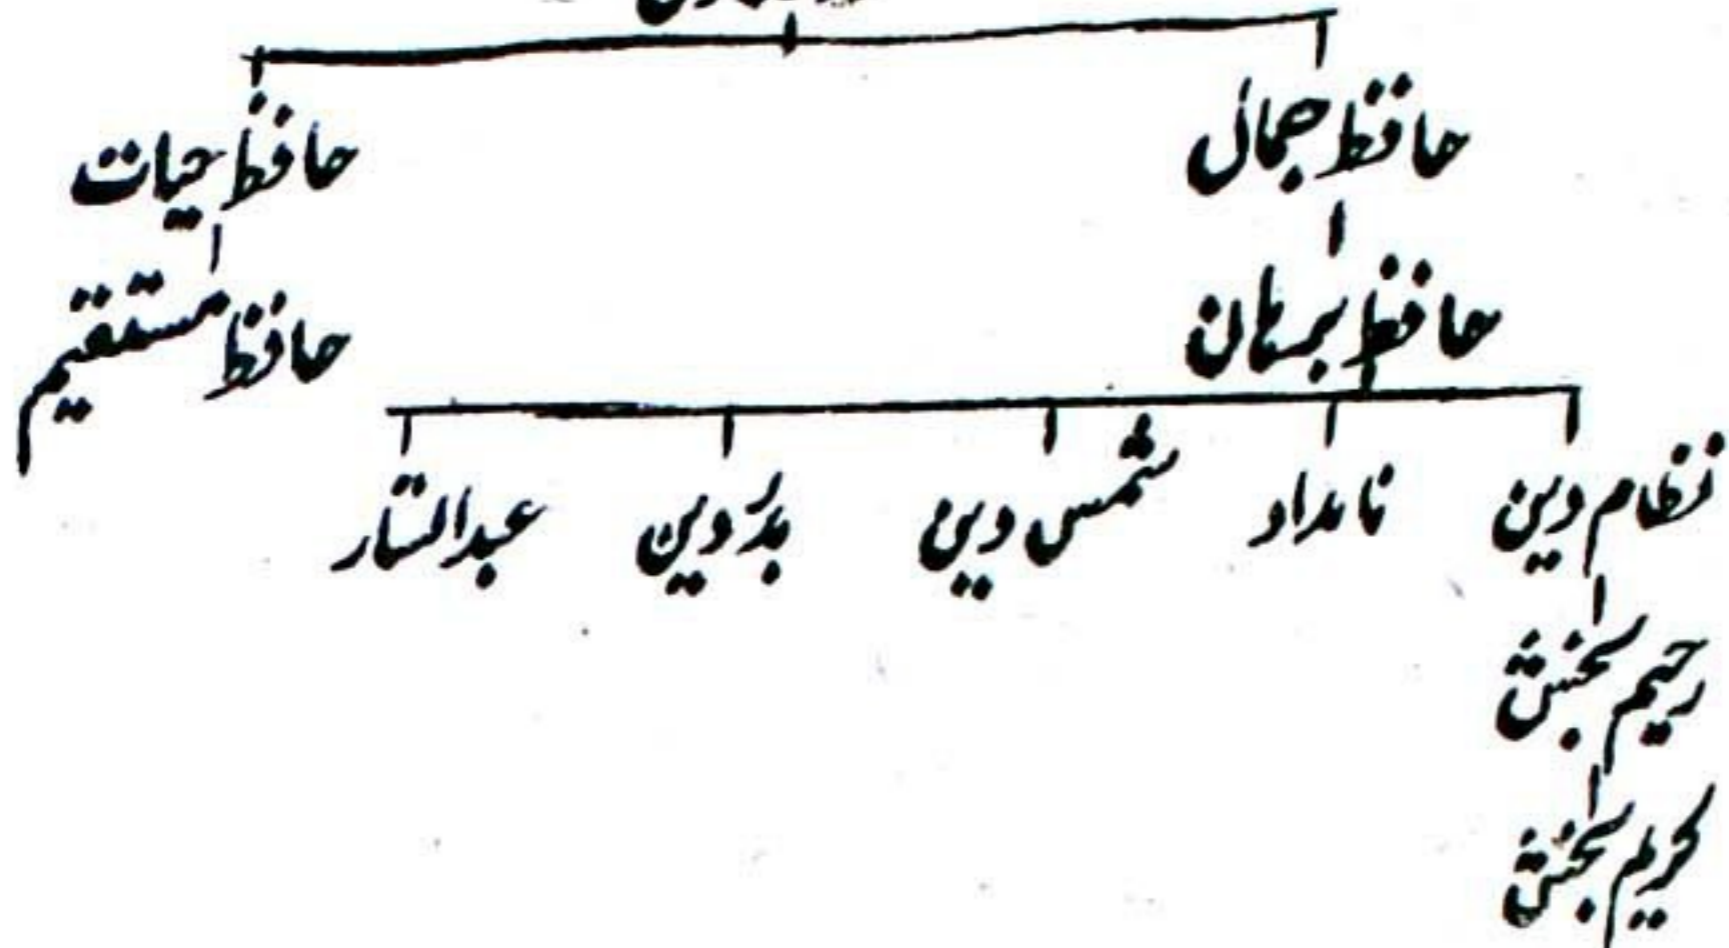 حافظ جمال
حافظ حیات
حافظ برہان
حافظ مستقیم
نظام دین
نامدار
شمس دین
بدر دین
عبدالستار
رحیم بخش
کریم بخش